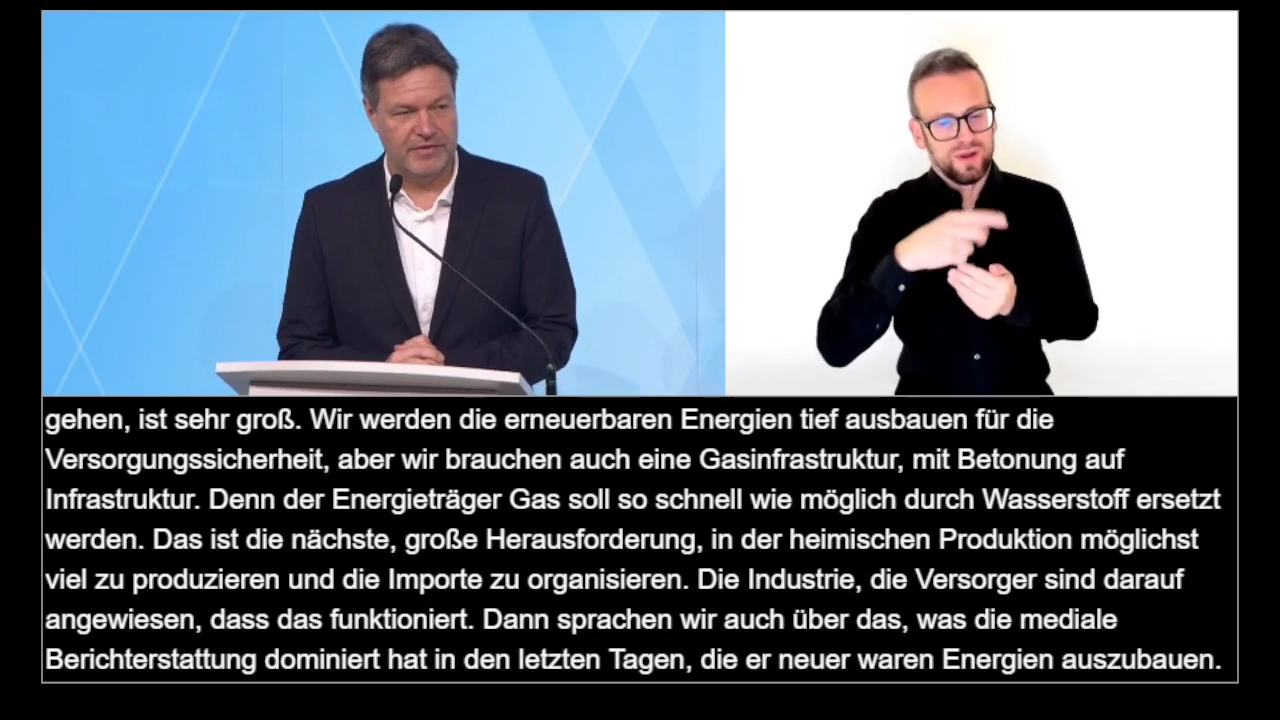 gehen, ist sehr groß. Wir werden die erneuerbaren Energien tief ausbauen für die
Versorgungssicherheit, aber wir brauchen auch eine Gasinfrastruktur, mit Betonung auf
Infrastruktur. Denn der Energieträger Gas soll so schnell wie möglich durch Wasserstoff ersetzt
werden. Das ist die nächste, große Herausforderung, in der heimischen Produktion möglichst
viel zu produzieren und die Importe zu organisieren. Die Industrie, die Versorger sind darauf
angewiesen, dass das funktioniert. Dann sprachen wir auch über das, was die mediale
Berichterstattung dominiert hat in den letzten Tagen, die er neuer waren Energien auszubauen.